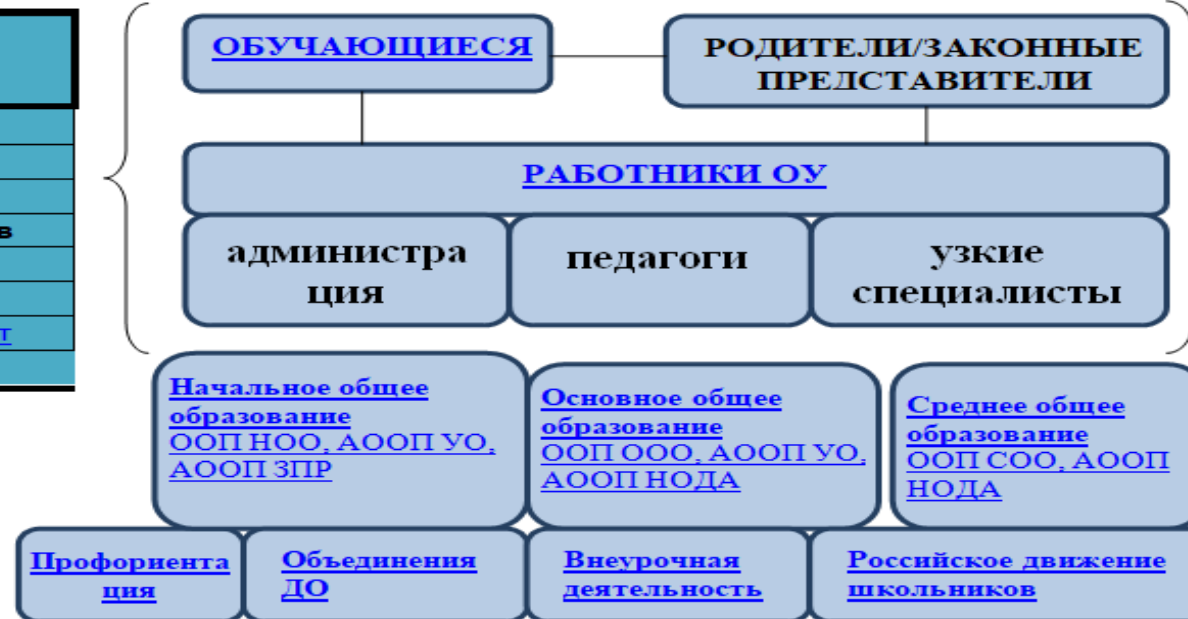 ОБУЧАЮЩИЕСЯ
РОДИТЕЛИ/ЗАКОННЫЕ
ПРЕДСТАВИТЕЛИ
РАБОТНИКИ ОУ
в
администра
ция
педагоги
узкие
специалисты
т
Начальное общее
образование
ООП НОО, АООП УО,
АООП ЗПР
Основное общее
образование
ООП ООО, АООП УО,
АООП НОДА
Среднее общее
образование
ООП СОО, АООП
НОДА
Профориента
ция
Объединения
ДО
Внеурочная
деятельность
Российское движение
школьников